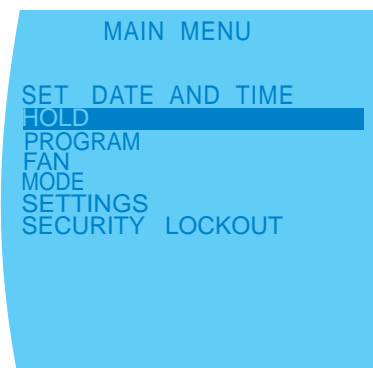 MAIN MENU
SET DATE AND TIME
HOLD
PROGRAM
FAN
MODE
SETTINGS
SECURITY LOCKOUT